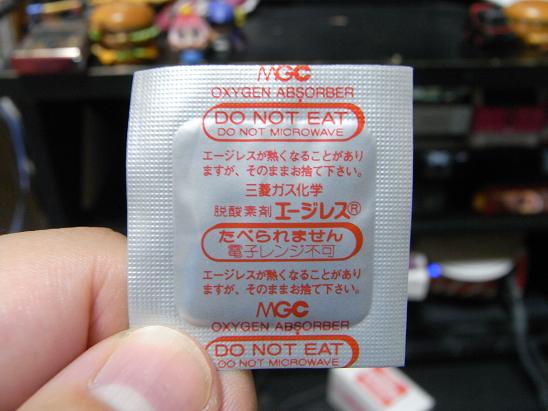 MGC
OXYGEN ABSORBER
DO NOT EAT
DO NOT MICROWAVE
エージレスが熱くなることがあり
ますが、そのままお捨て下さい。
三菱ガス化学
脱酸素剤 エージレス®
たべられません
電子レンジ不可
エージレスが熱くなることがあり
ますが、そのままお捨て下さい。
MGC
OXYGEN ABSORBER
DO NOT EAT
DO NOT MICROWAVE